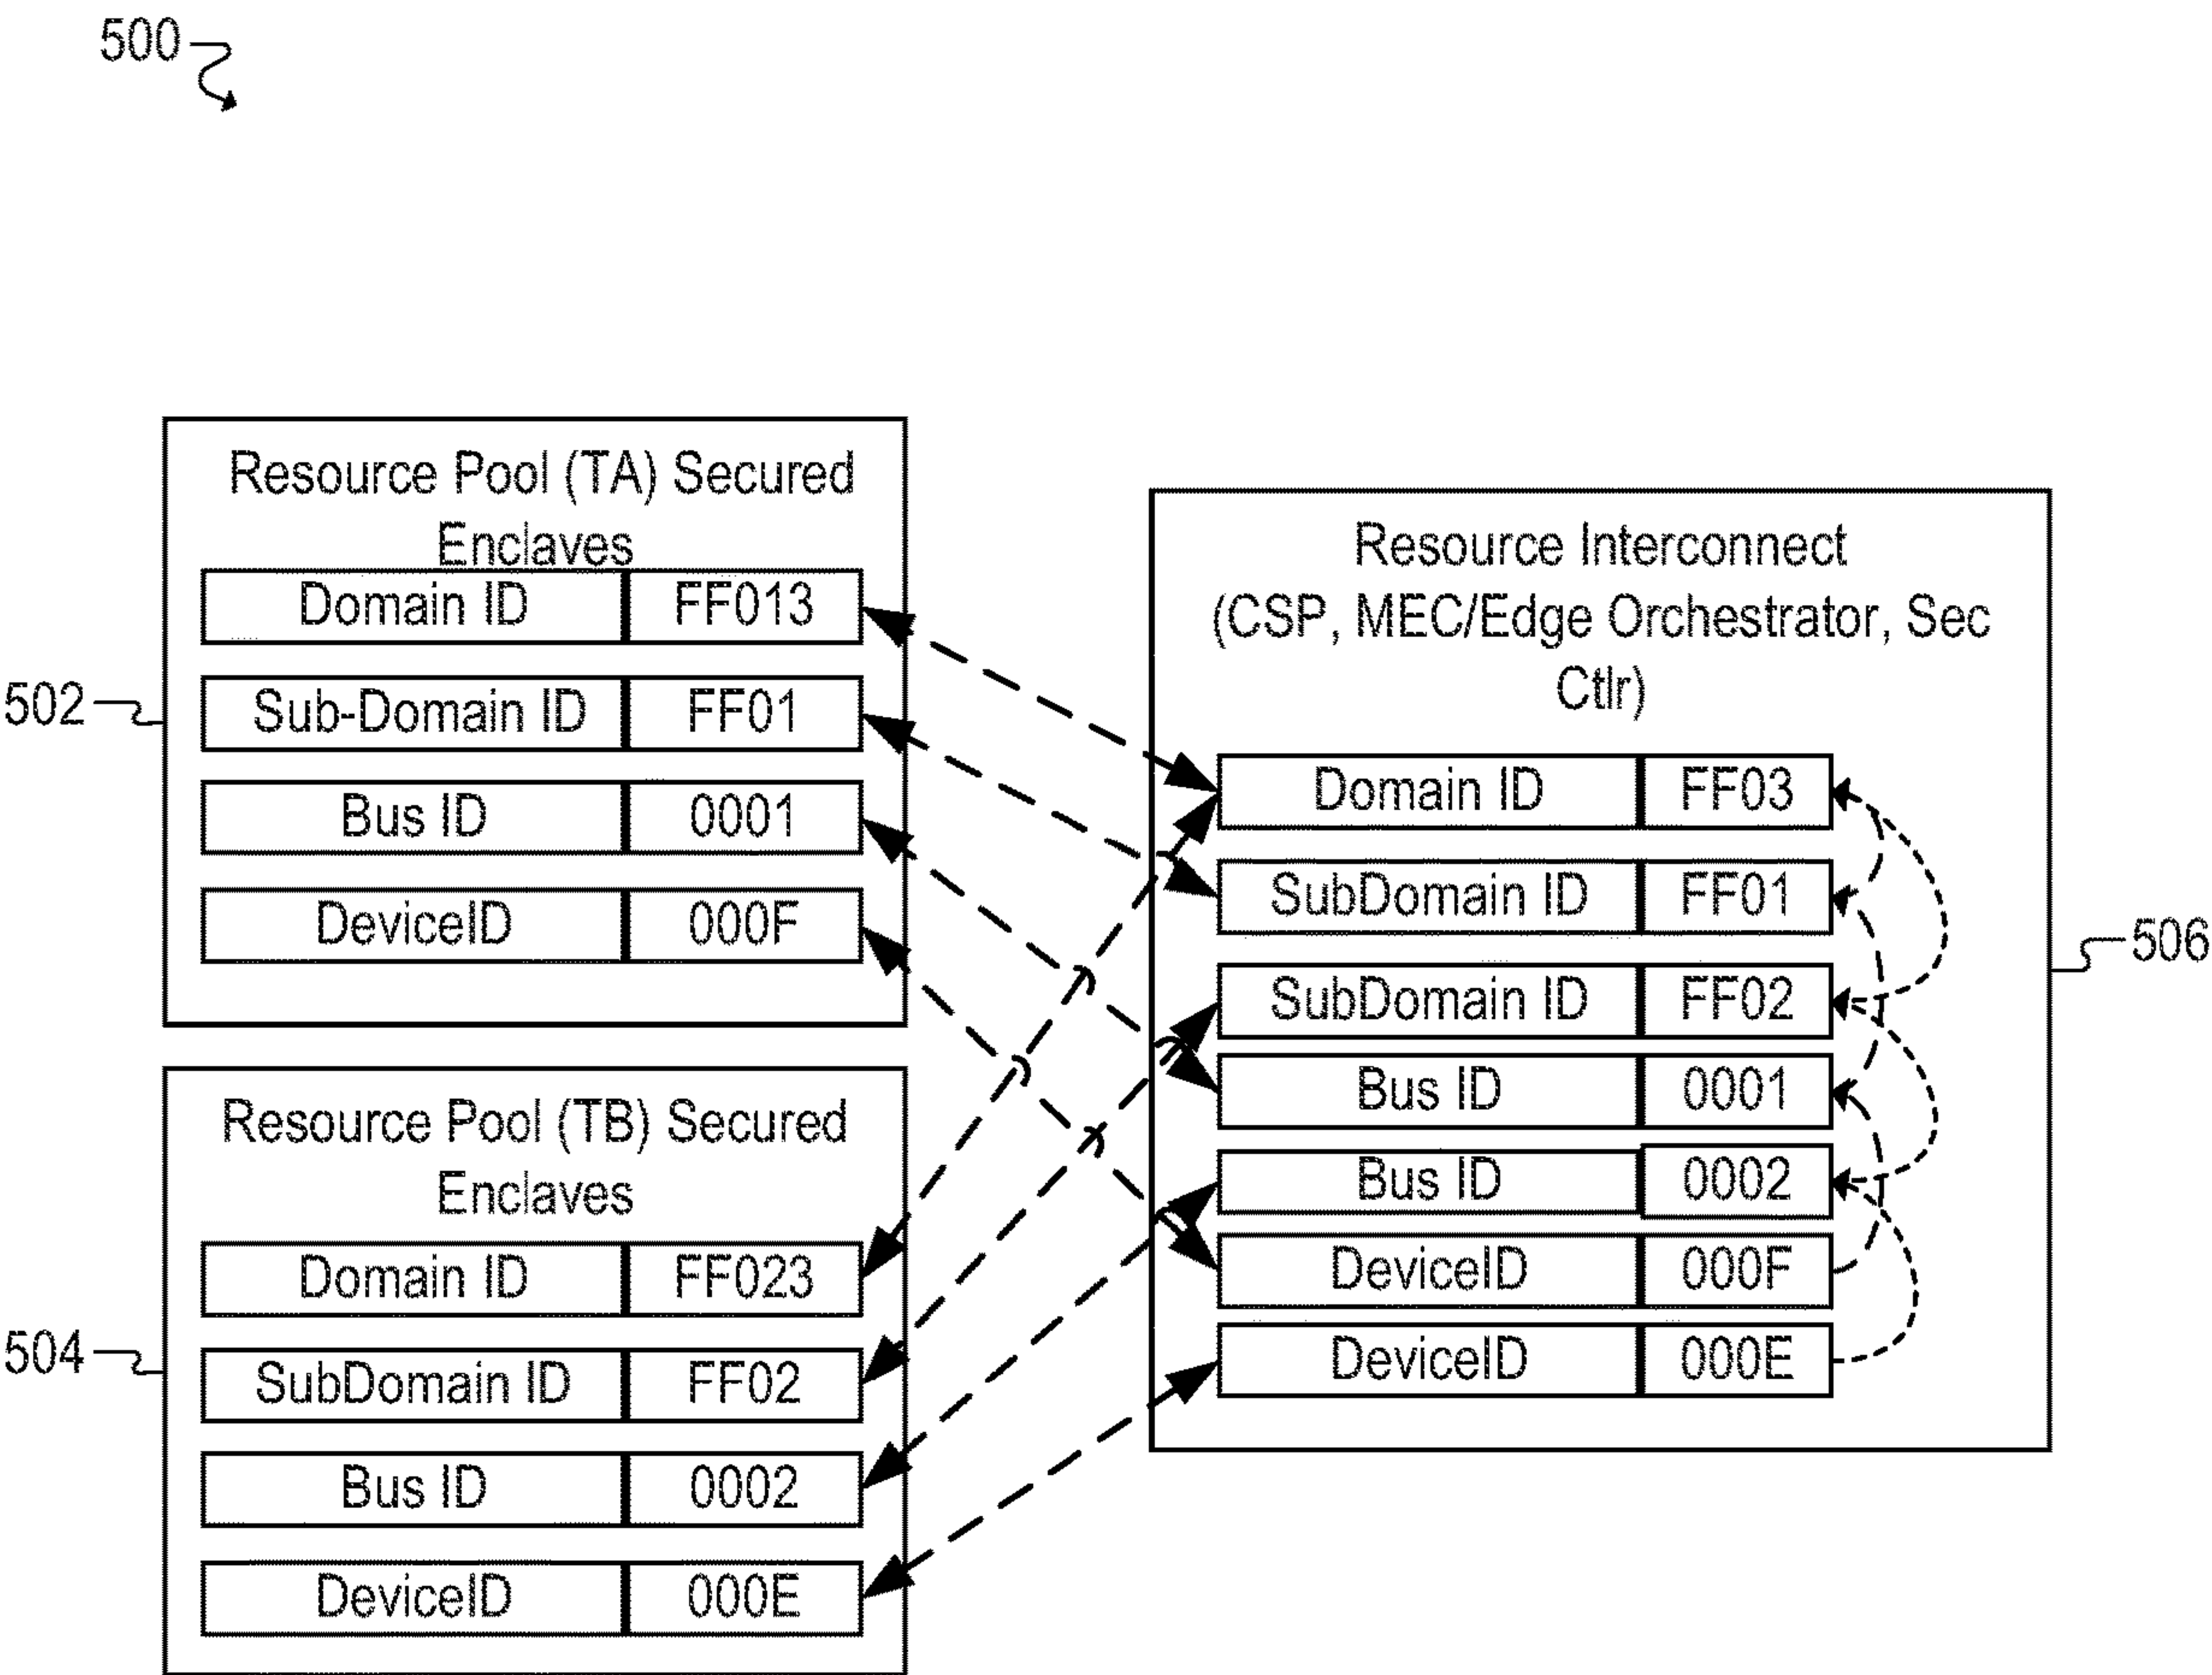 500
Resource Pool (TA) Secured
Enclaves
Domain ID FF013
Sub-Domain ID FF01
Bus ID 0001
DeviceID 000F
502
Resource Pool (TB) Secured
Enclaves
Domain ID FF023
SubDomain ID FF02
Bus ID 0002
DeviceID 000E
504
Resource Interconnect
(CSP, MEC/Edge Orchestrator, Sec
Ctlr)
Domain ID FF03
SubDomain ID FF01
SubDomain ID FF02
Bus ID 0001
Bus ID 0002
DeviceID 000F
DeviceID 000E
506